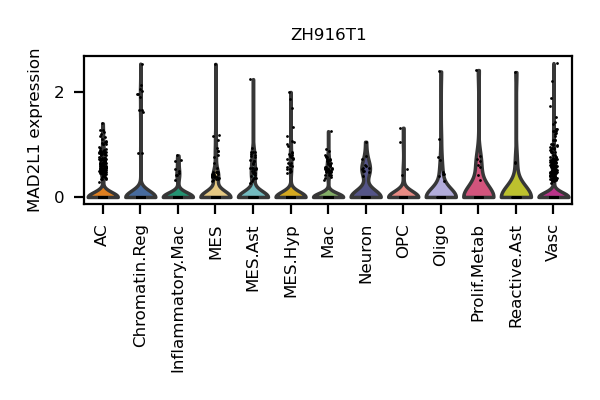 ZH916T1
MAD2L1 expression
2
0
AC
Chromatin.Reg
Inflammatory.Mac
MES
MES.Ast
MES.Hyp
Mac
Neuron
OPC
Oligo
Prolif.Metab
Reactive.Ast
Vasc